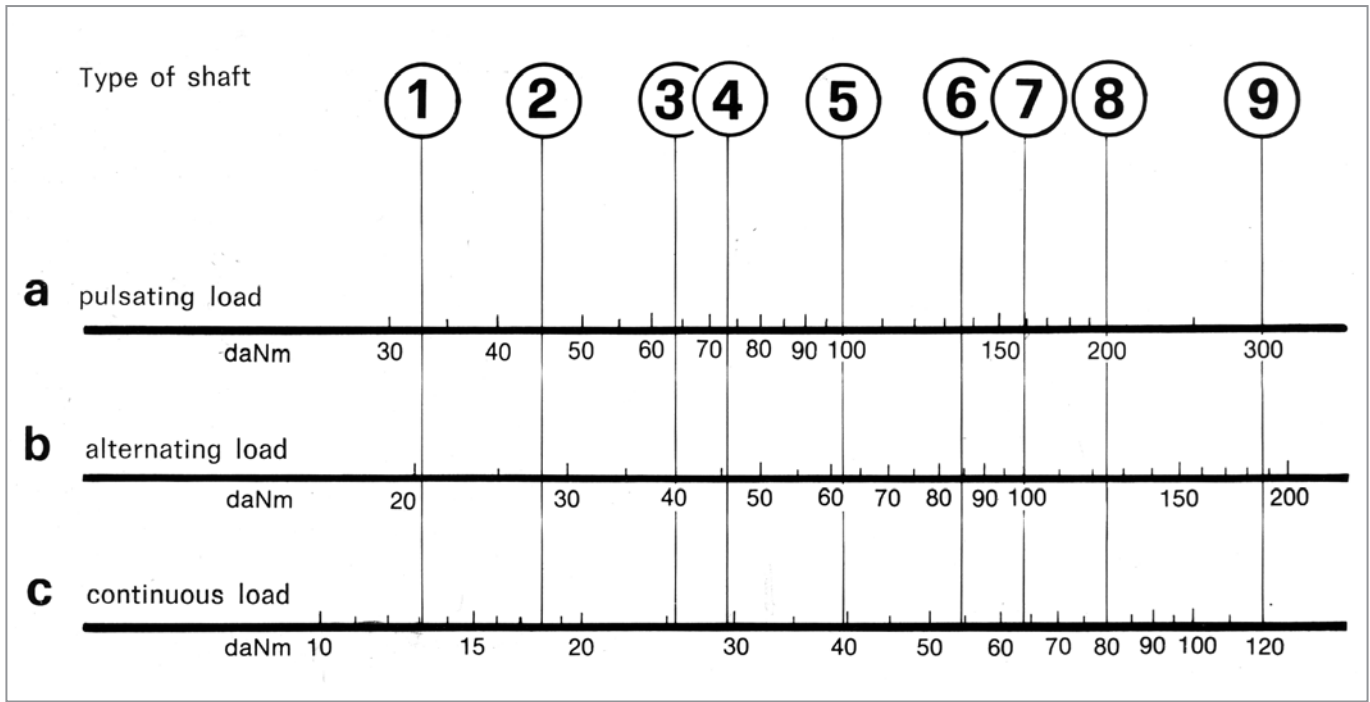 Type of shaft 1 2 3 4 5 6 7 8 9
a pulsating load
daNm 30 40 50 60 70 80 90 100 150 200 300
b alternating load
daNm 20 30 40 50 60 70 80 90 100 150 200
c continuous load
daNm 10 15 20 30 40 50 60 70 80 90 100 120